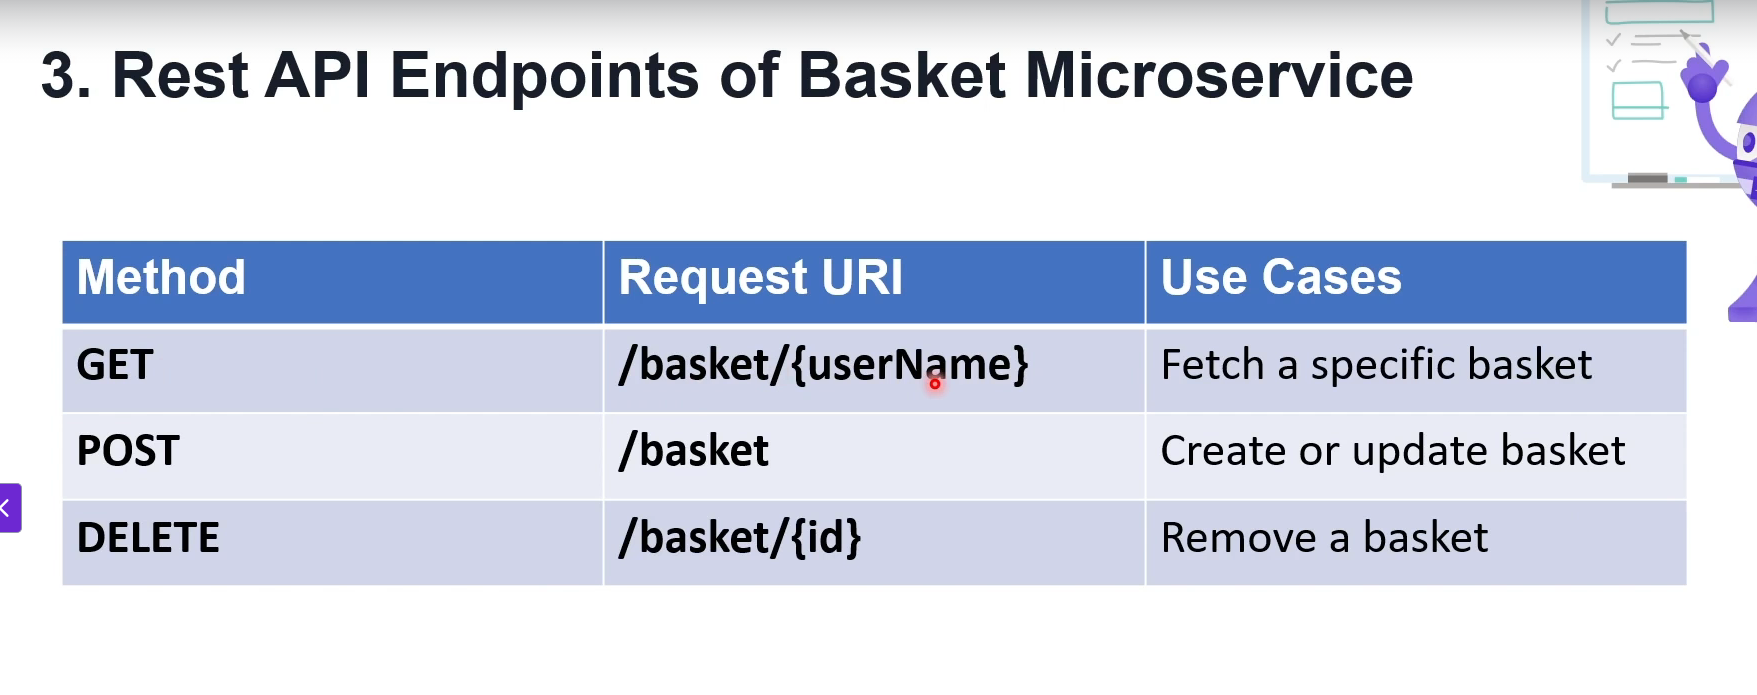 3. Rest API Endpoints of Basket Microservice
Method Request URI Use Cases
GET /basket/{userName} Fetch a specific basket
POST /basket Create or update basket
DELETE /basket/{id} Remove a basket